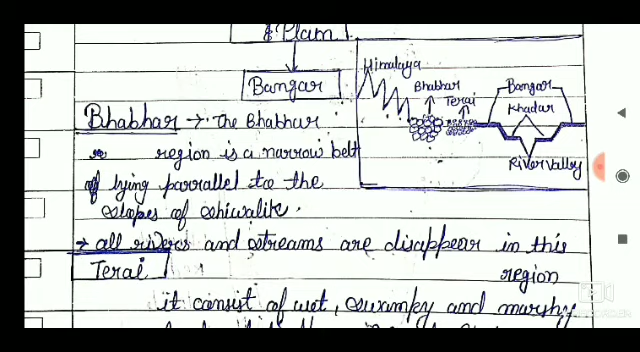 & Plain
Bangar
Himalaya
Bhabhar
Terai
Bangar
Khadar
River Valley
Bhabhar → The Bhabhar
region is a narrow belt
of lying parrallel to the
slopes of shiwalik.
→ all rivers and streams are disappear in this
region
Terai
it consist of wet, swampy and marshy